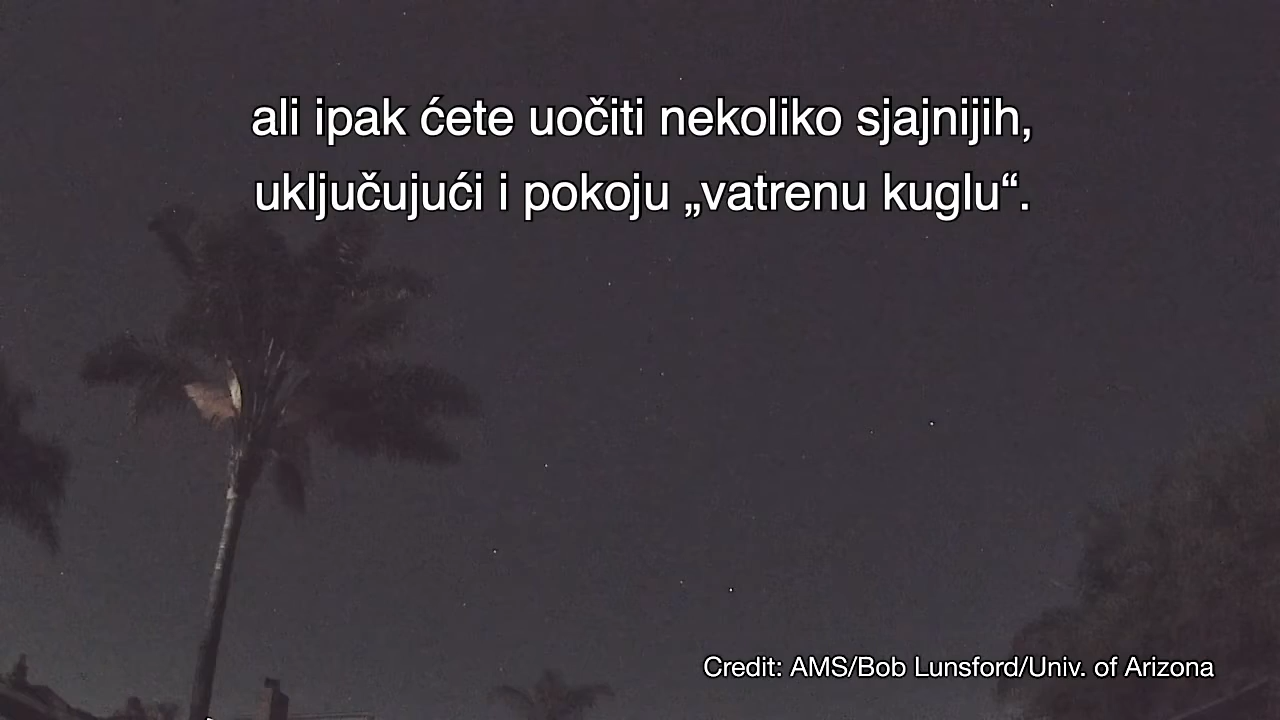 ali ipak ćete uočiti nekoliko sjajnijih,
uključujući i pokoju „vatrenu kuglu“.
Credit: AMS/Bob Lunsford/Univ. of Arizona